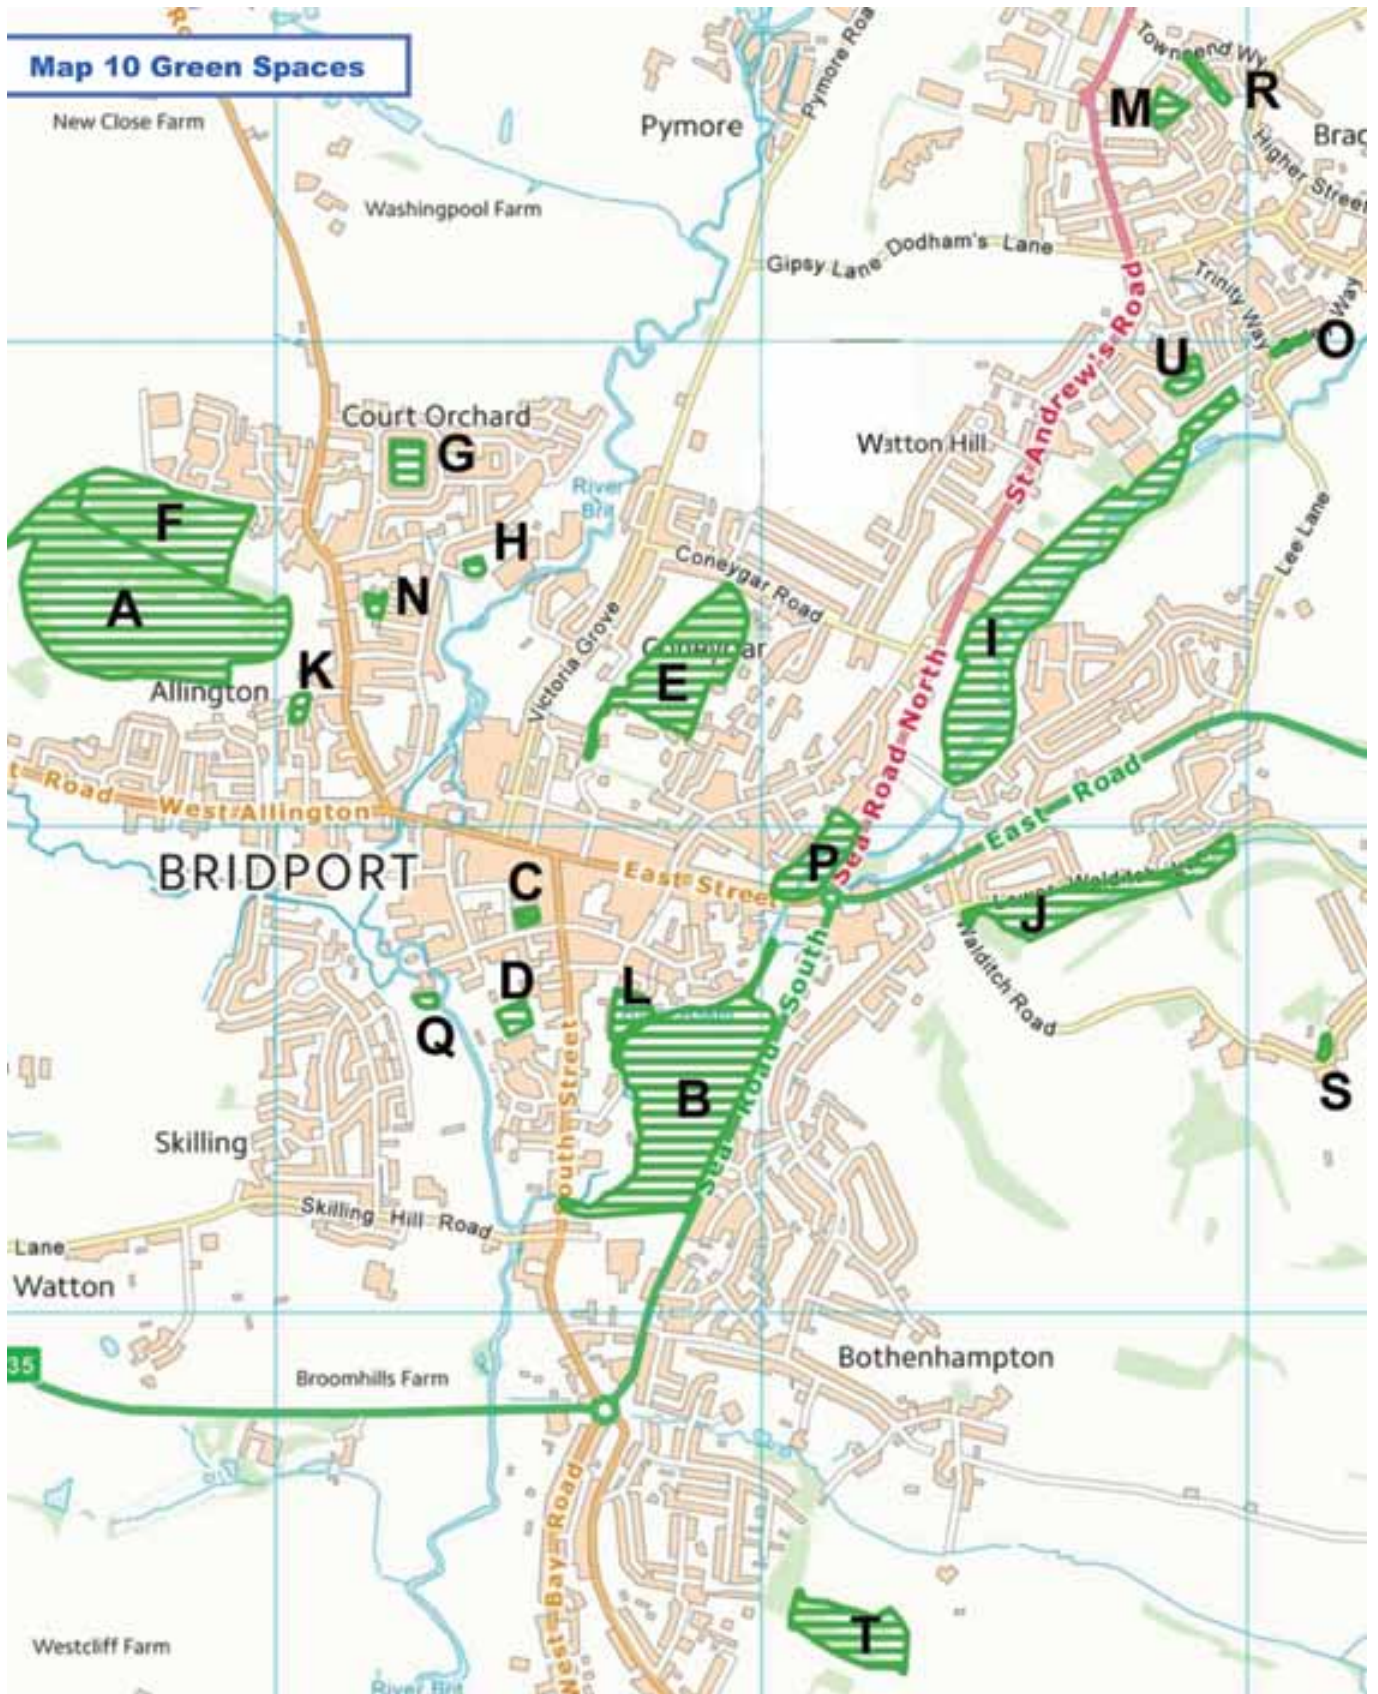 Map 10 Green Spaces
Townsend Wy
New Close Farm
Pymore
Pymore Roa
M
R
Brad
Higher Street
Washingpool Farm
Gipsy Lane
Dodham's Lane
Trinity Way
Way
O
U
St Andrew's Road
Court Orchard
G
Watton Hill
River
Brit
F
H
Coneygar Road
Lee Lane
A
N
Victoria Grove
I
K
E
Allington
Sea Road North
t Road
West Allington
East Road
BRIDPORT
P
C
East Street
J
Walditch Road
D
L
Sea Road South
Q
B
S
South Street
Skilling
Skilling Hill Road
Lane
Watton
35
Broomhills Farm
Bothenhampton
West Bay Road
T
Westcliff Farm
River Brit